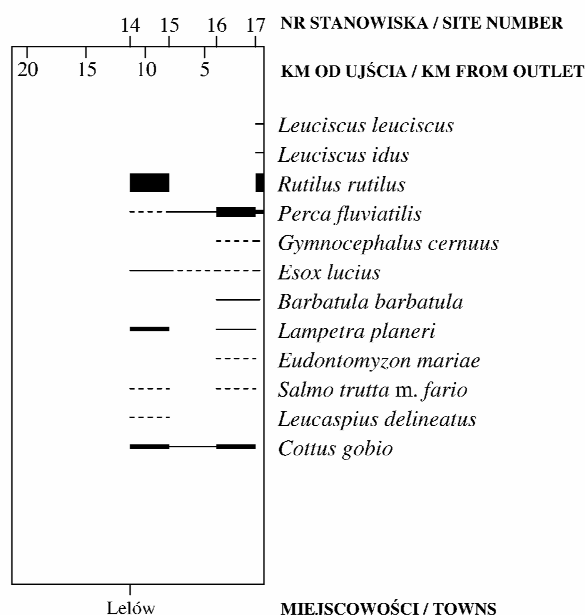 14 15 16 17 NR STANOWISKA / SITE NUMBER
20 15 10 5 KM OD UJŚCIA / KM FROM OUTLET
Leuciscus leuciscus
Leuciscus idus
Rutilus rutilus
Perca fluviatilis
Gymnocephalus cernuus
Esox lucius
Barbatula barbatula
Lampetra planeri
Eudontomyzon mariae
Salmo trutta m. fario
Leucaspius delineatus
Cottus gobio
Lelów MIEJSCOWOŚCI / TOWNS